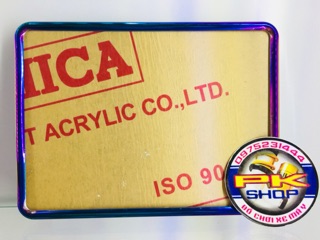 MICA
T ACRYLIC CO.,LTD.
ISO 90
0975231444
PK
SHOP
ĐỒ CHƠI XE MÁY